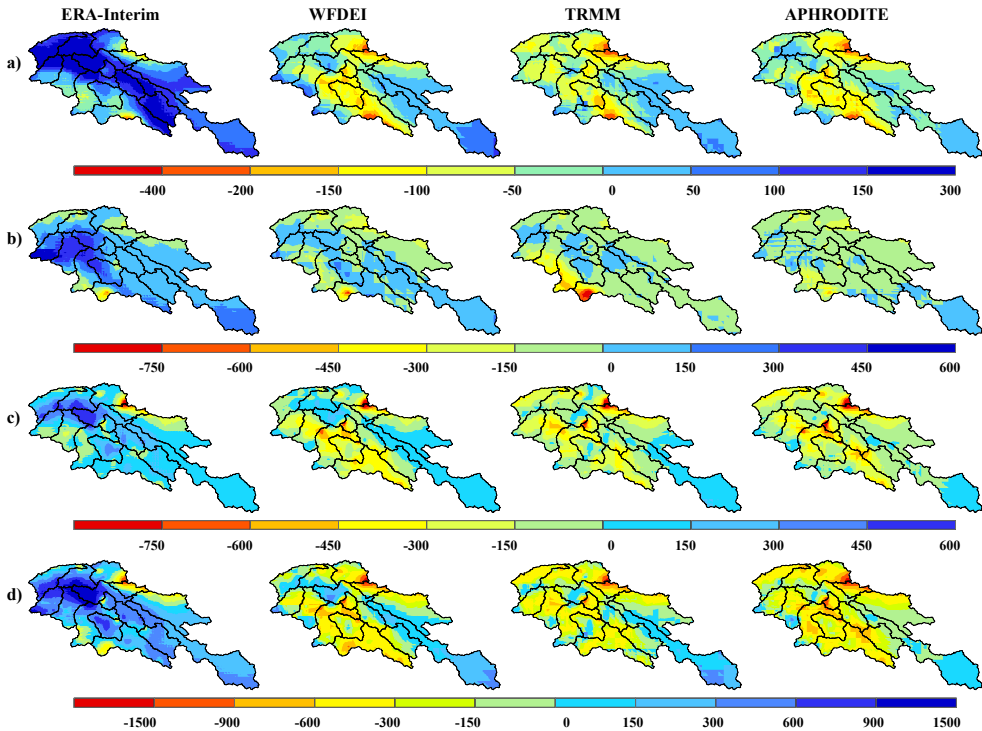 ERA-Interim WFDEI TRMM APHRODITE
a)
-400 -200 -150 -100 -50 0 50 100 150 300
b)
-750 -600 -450 -300 -150 0 150 300 450 600
c)
-750 -600 -450 -300 -150 0 150 300 450 600
d)
-1500 -900 -600 -300 -150 0 150 300 600 900 1500